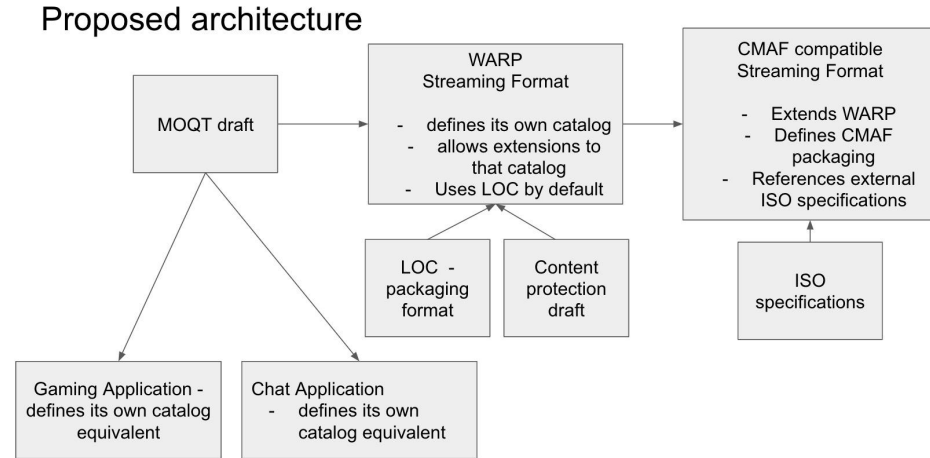 Proposed architecture
MOQT draft
WARP
Streaming Format
- defines its own catalog
- allows extensions to
that catalog
- Uses LOC by default
CMAF compatible
Streaming Format
- Extends WARP
- Defines CMAF
packaging
- References external
ISO specifications
LOC -
packaging
format
Content
protection
draft
ISO
specifications
Gaming Application -
defines its own catalog
equivalent
Chat Application
- defines its own
catalog equivalent